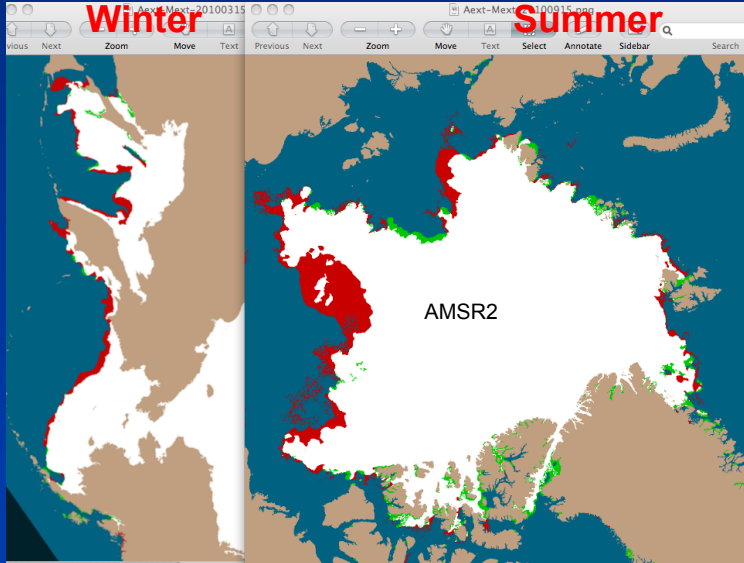 Winter
Summer
Aext-Mext-20100315
Aext-Mext-20100915.png
vious Next Zoom Move Text
Previous Next Zoom Move Text Select Annotate Sidebar Search
A
A
AMSR2